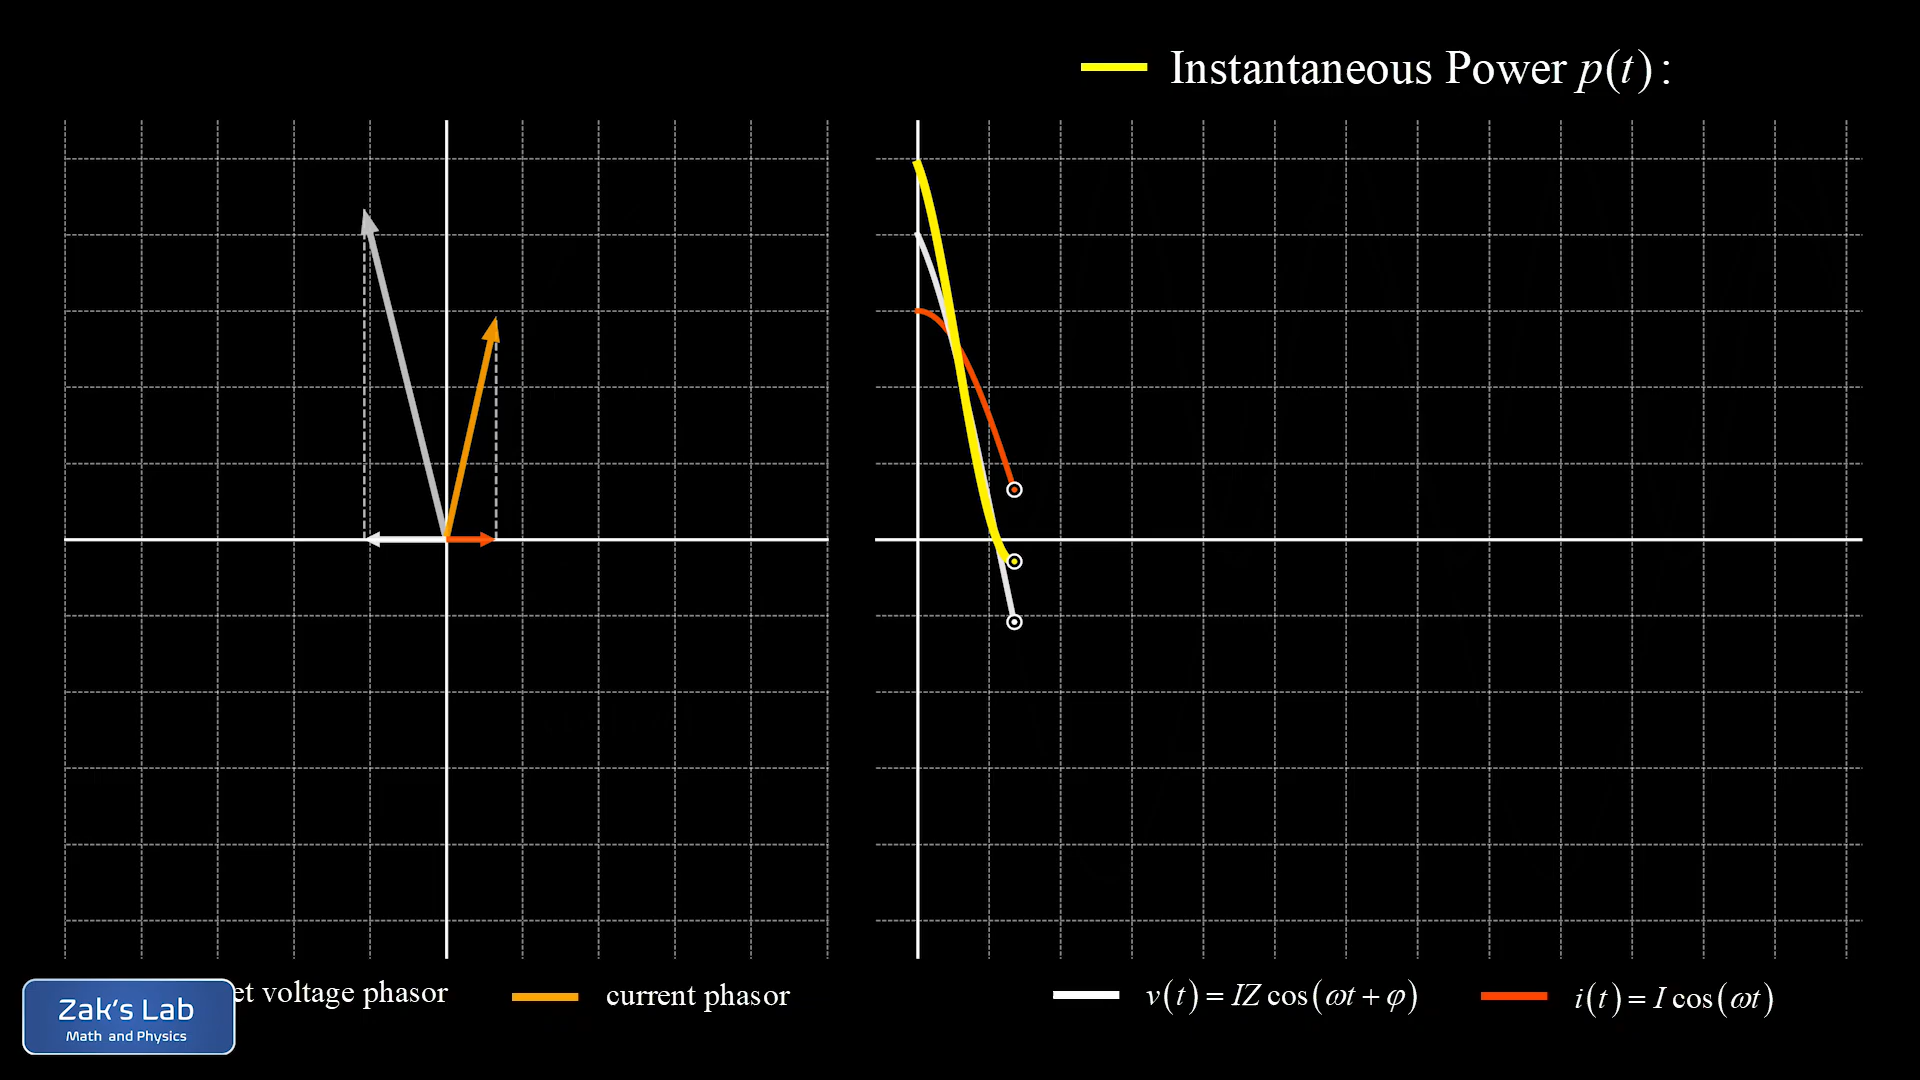 Instantaneous Power p(t):
et voltage phasor
current phasor
v(t) = IZ cos(ωt + φ)
i(t) = I cos(ωt)
Zak's Lab
Math and Physics